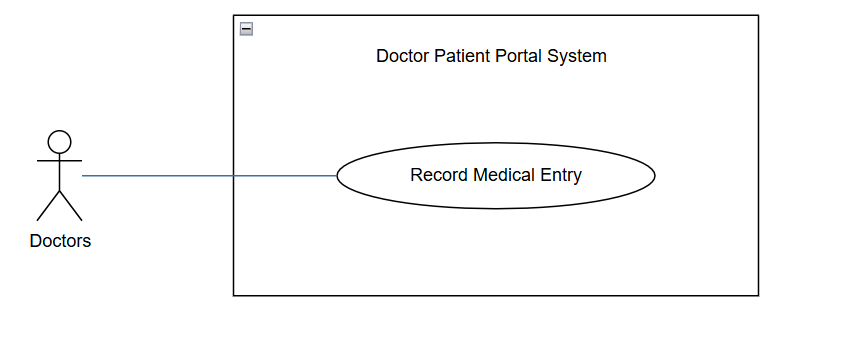 Doctor Patient Portal System
Record Medical Entry
Doctors